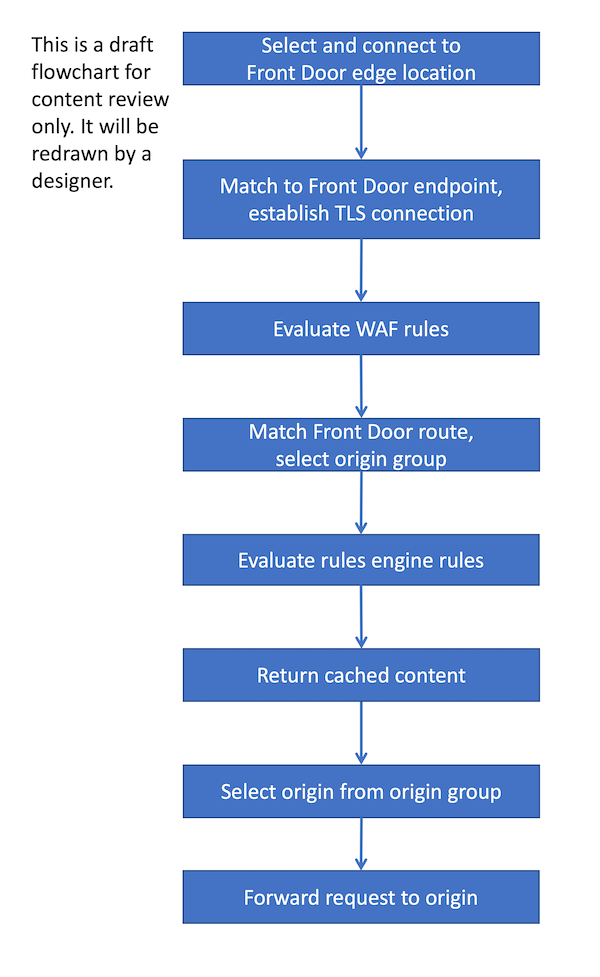 This is a draft
flowchart for
content review
only. It will be
redrawn by a
designer.
Select and connect to
Front Door edge location
Match to Front Door endpoint,
establish TLS connection
Evaluate WAF rules
Match Front Door route,
select origin group
Evaluate rules engine rules
Return cached content
Select origin from origin group
Forward request to origin